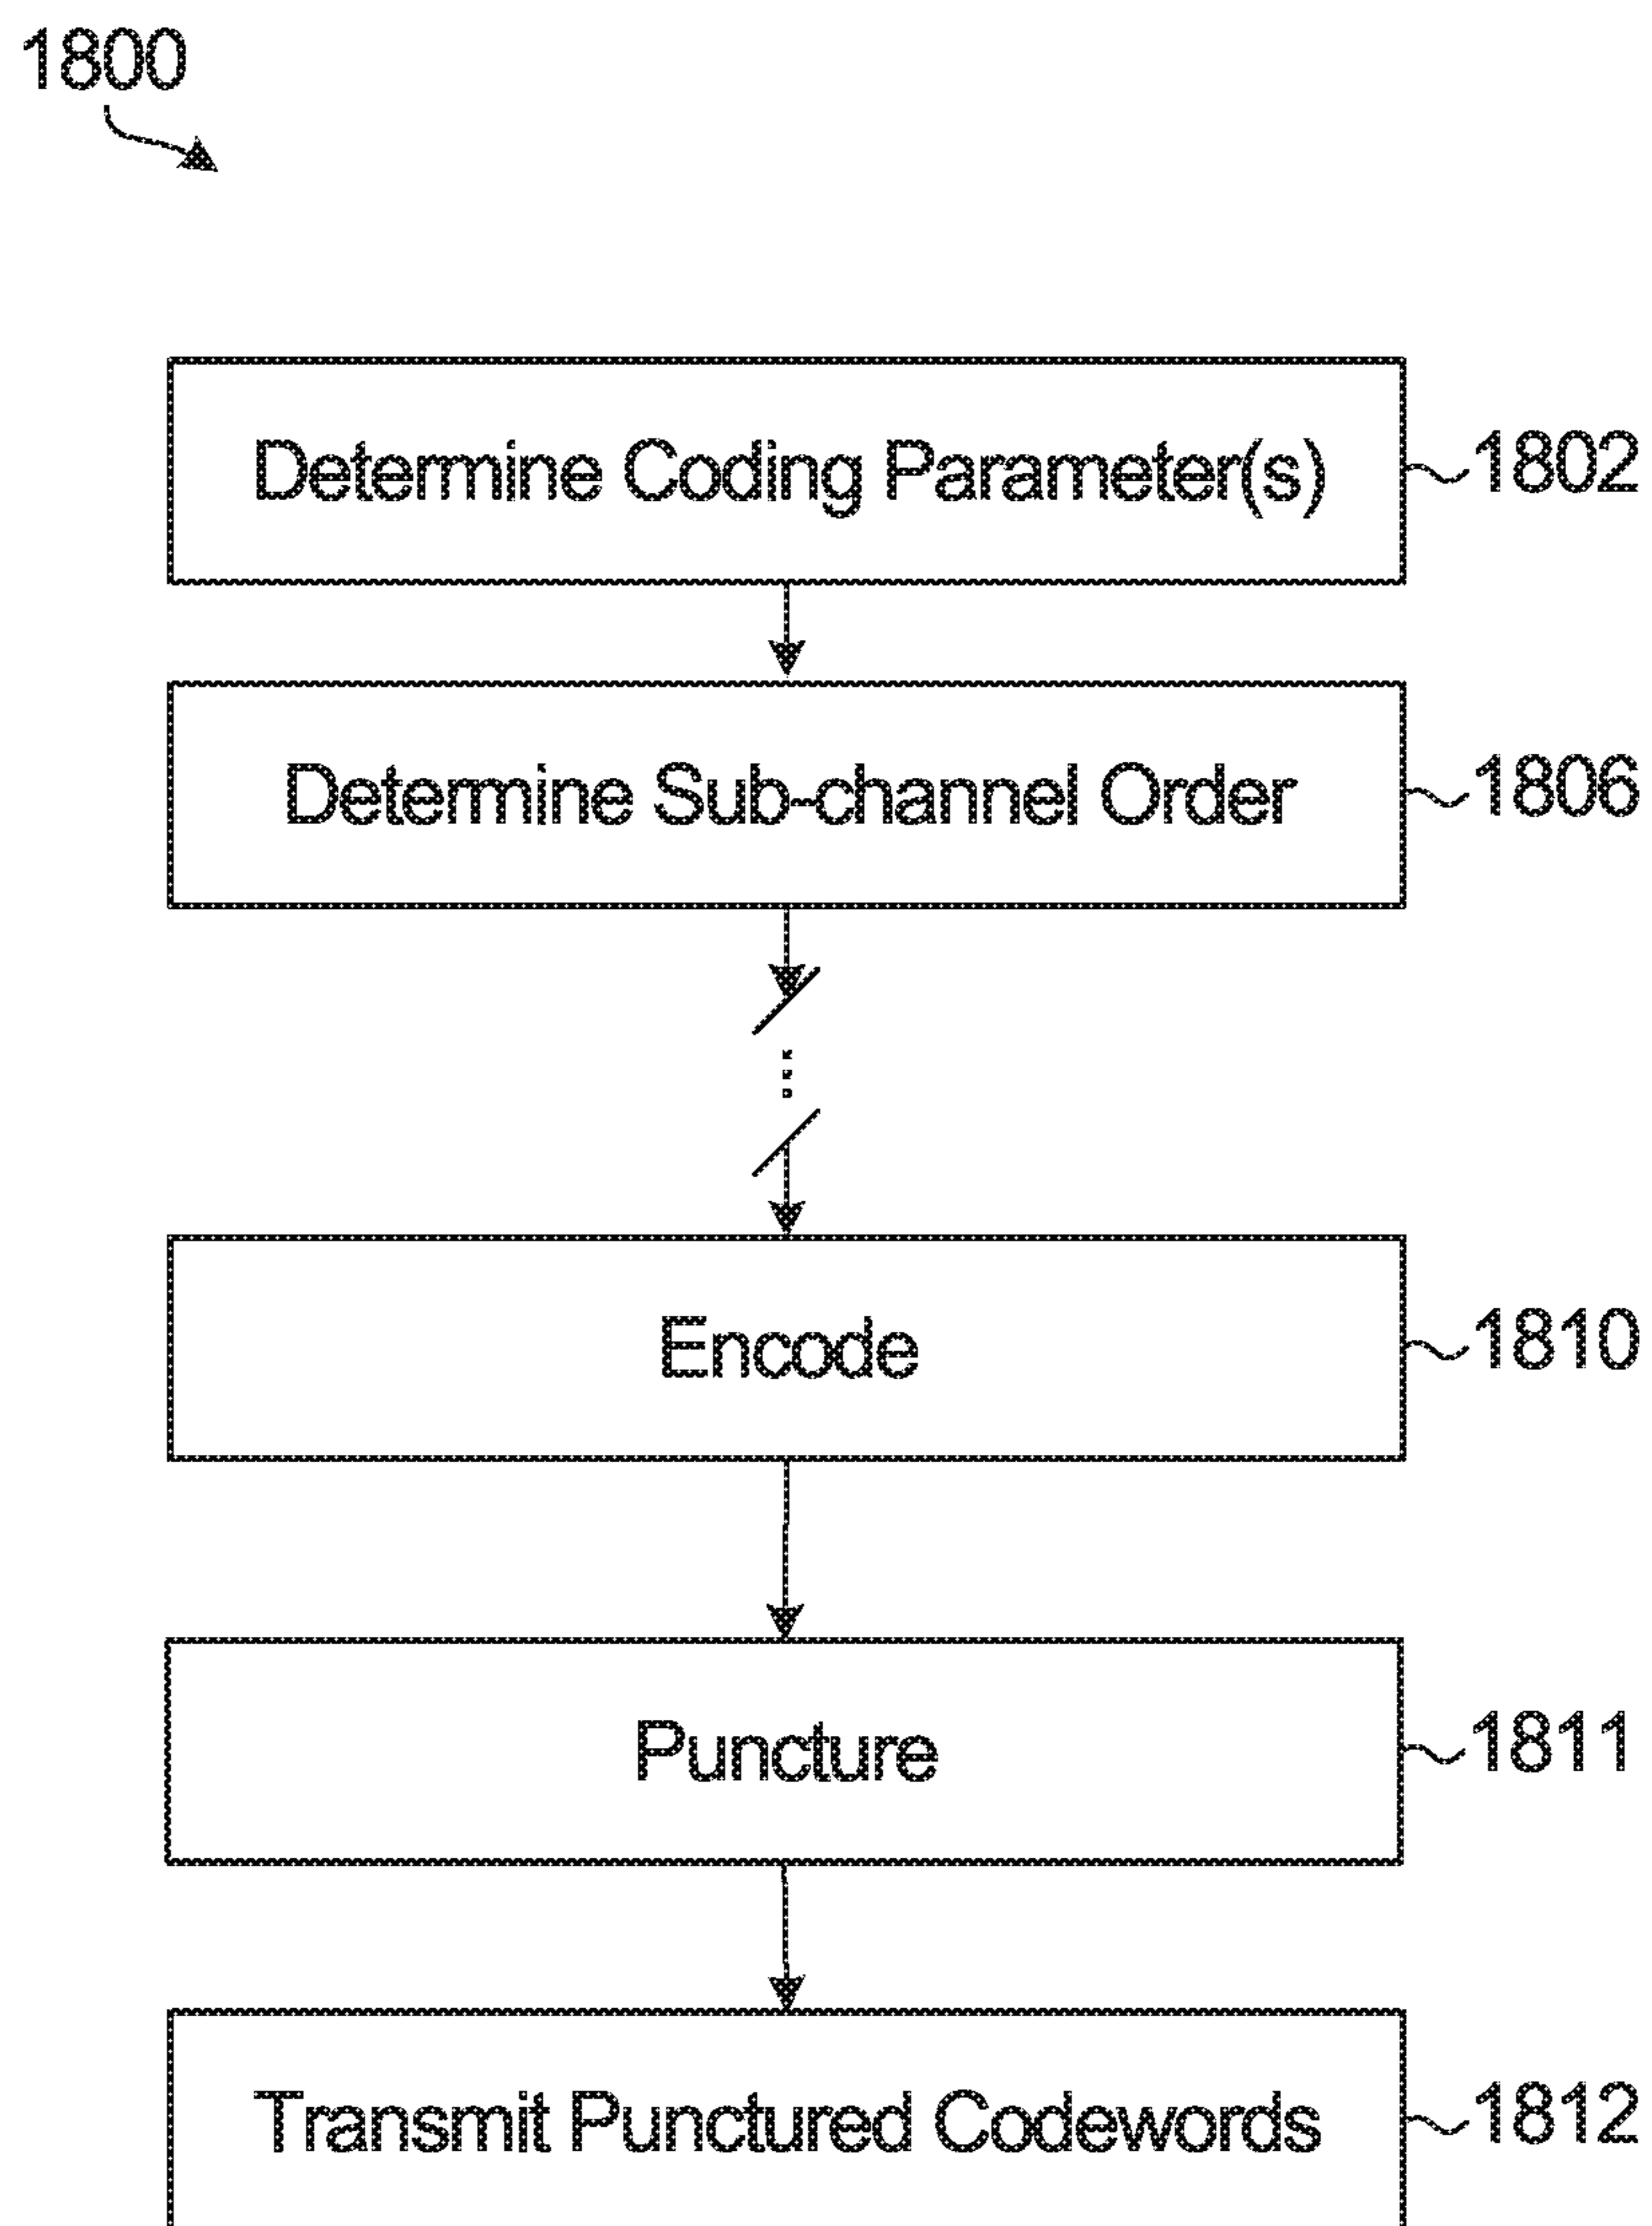 1800
Determine Coding Parameter(s) 1802
Determine Sub-channel Order 1806
...
Encode 1810
Puncture 1811
Transmit Punctured Codewords 1812